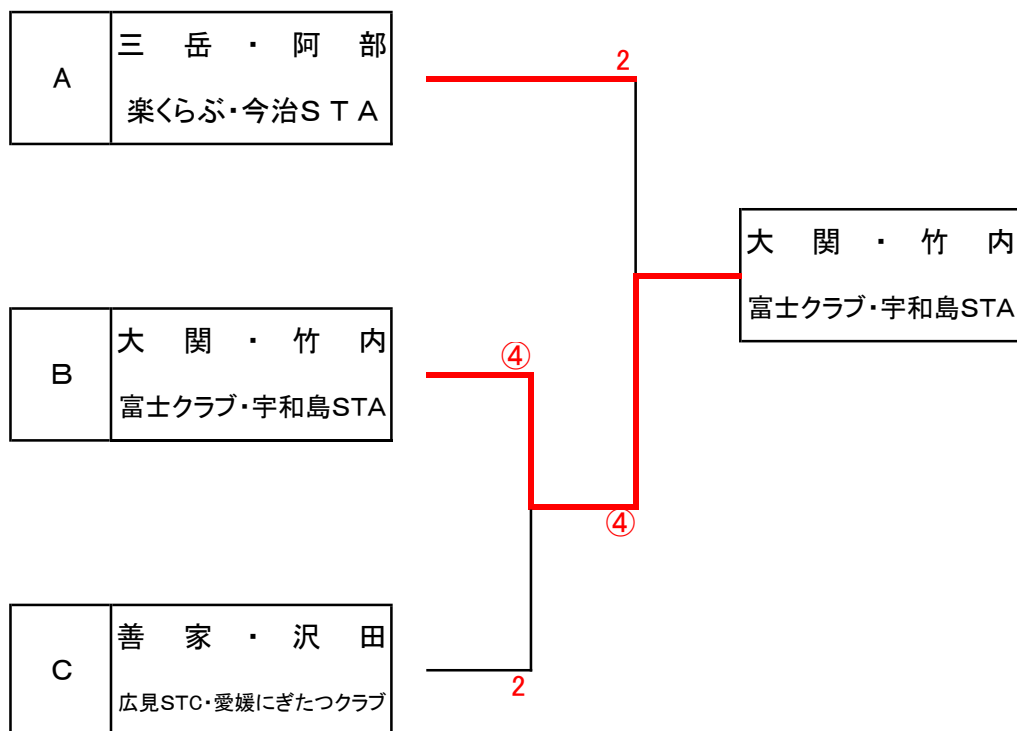 A
三岳・阿部
楽くらぶ・今治STA
2
大関・竹内
富士クラブ・宇和島STA
B
大関・竹内
富士クラブ・宇和島STA
④
④
C
善家・沢田
広見STC・愛媛にぎたつクラブ
2